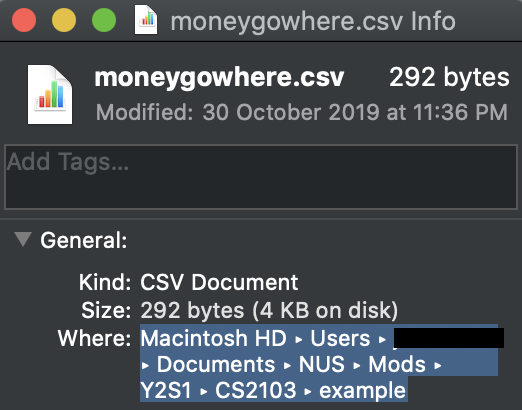 moneygowhere.csv Info
moneygowhere.csv 292 bytes
Modified: 30 October 2019 at 11:36 PM
Add Tags...
General:
Kind: CSV Document
Size: 292 bytes (4 KB on disk)
Where: Macintosh HD ▸ Users ▸
▸ Documents ▸ NUS ▸ Mods ▸
Y2S1 ▸ CS2103 ▸ example